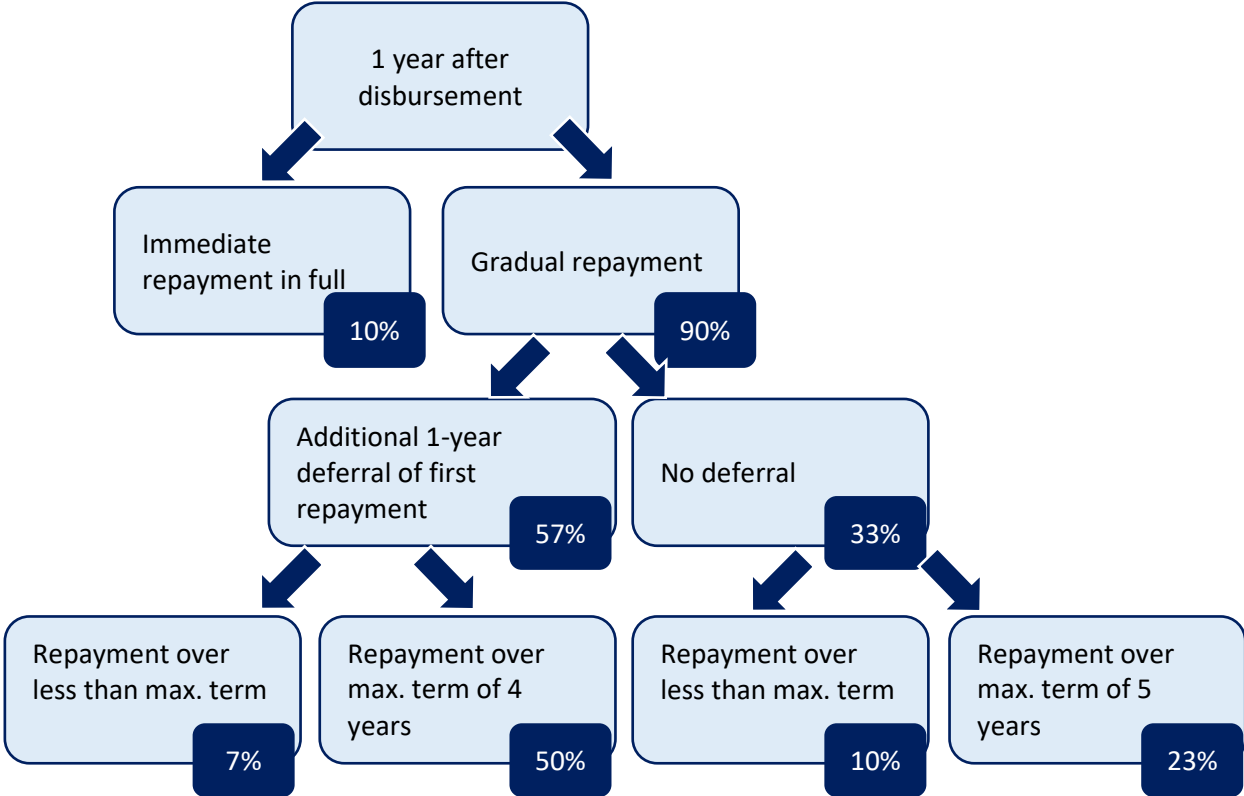 1 year after
disbursement
Immediate
repayment in full
10%
Gradual repayment
90%
Additional 1-year
deferral of first
repayment
57%
No deferral
33%
Repayment over
less than max. term
7%
Repayment over
max. term of 4
years
50%
Repayment over
less than max. term
10%
Repayment over
max. term of 5
years
23%